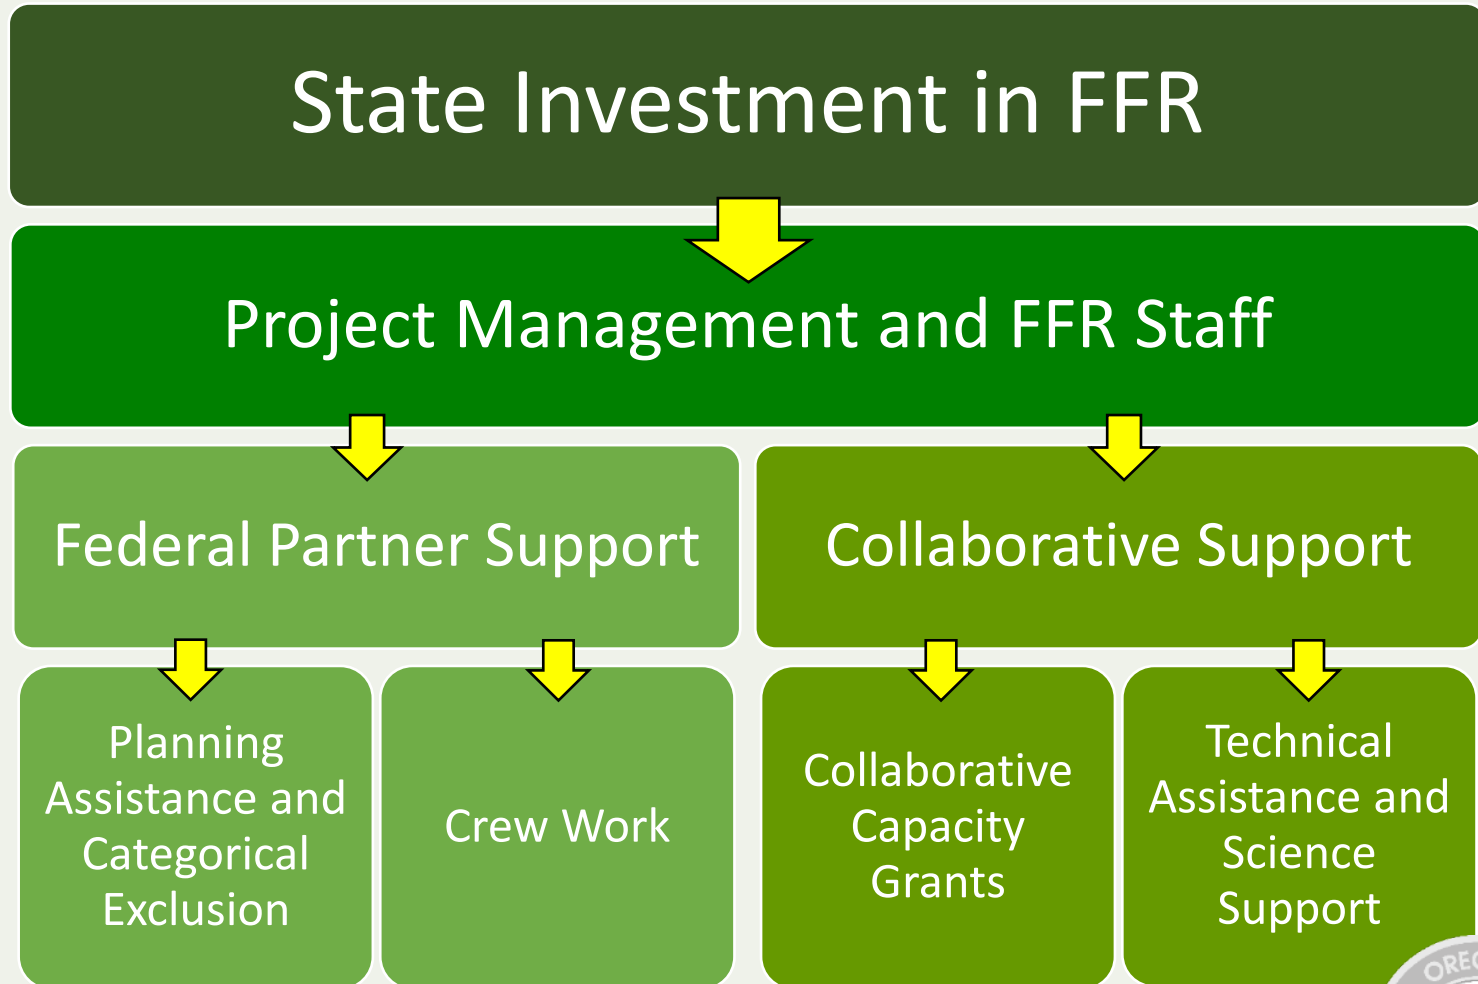 State Investment in FFR
Project Management and FFR Staff
Federal Partner Support
Collaborative Support
Planning
Assistance and
Categorical
Exclusion
Crew Work
Collaborative
Capacity
Grants
Technical
Assistance and
Science
Support